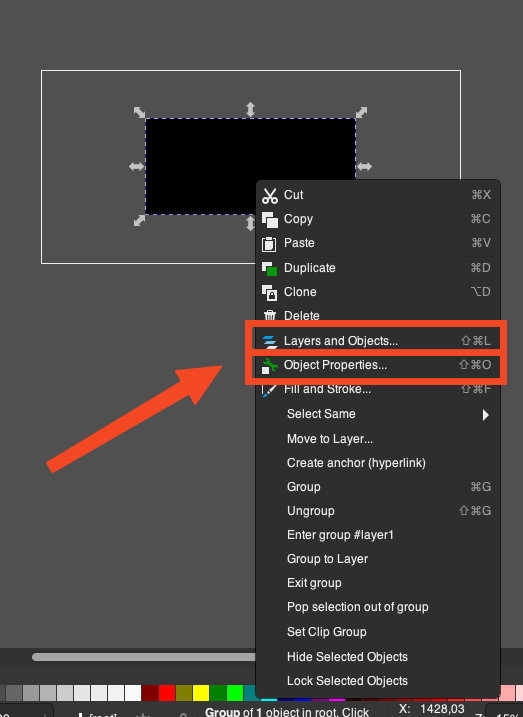 Cut ⌘X
Copy ⌘C
Paste ⌘V
Duplicate ⌘D
Clone ⌥D
Delete
Layers and Objects... ⇧⌘L
Object Properties... ⇧⌘O
Fill and Stroke... ⇧⌘F
Select Same
Move to Layer...
Create anchor (hyperlink)
Group ⌘G
Ungroup ⇧⌘G
Enter group #layer1
Group to Layer
Exit group
Pop selection out of group
Set Clip Group
Hide Selected Objects
Lock Selected Objects
[root] Group of 1 object in root. Click X: 1428,03